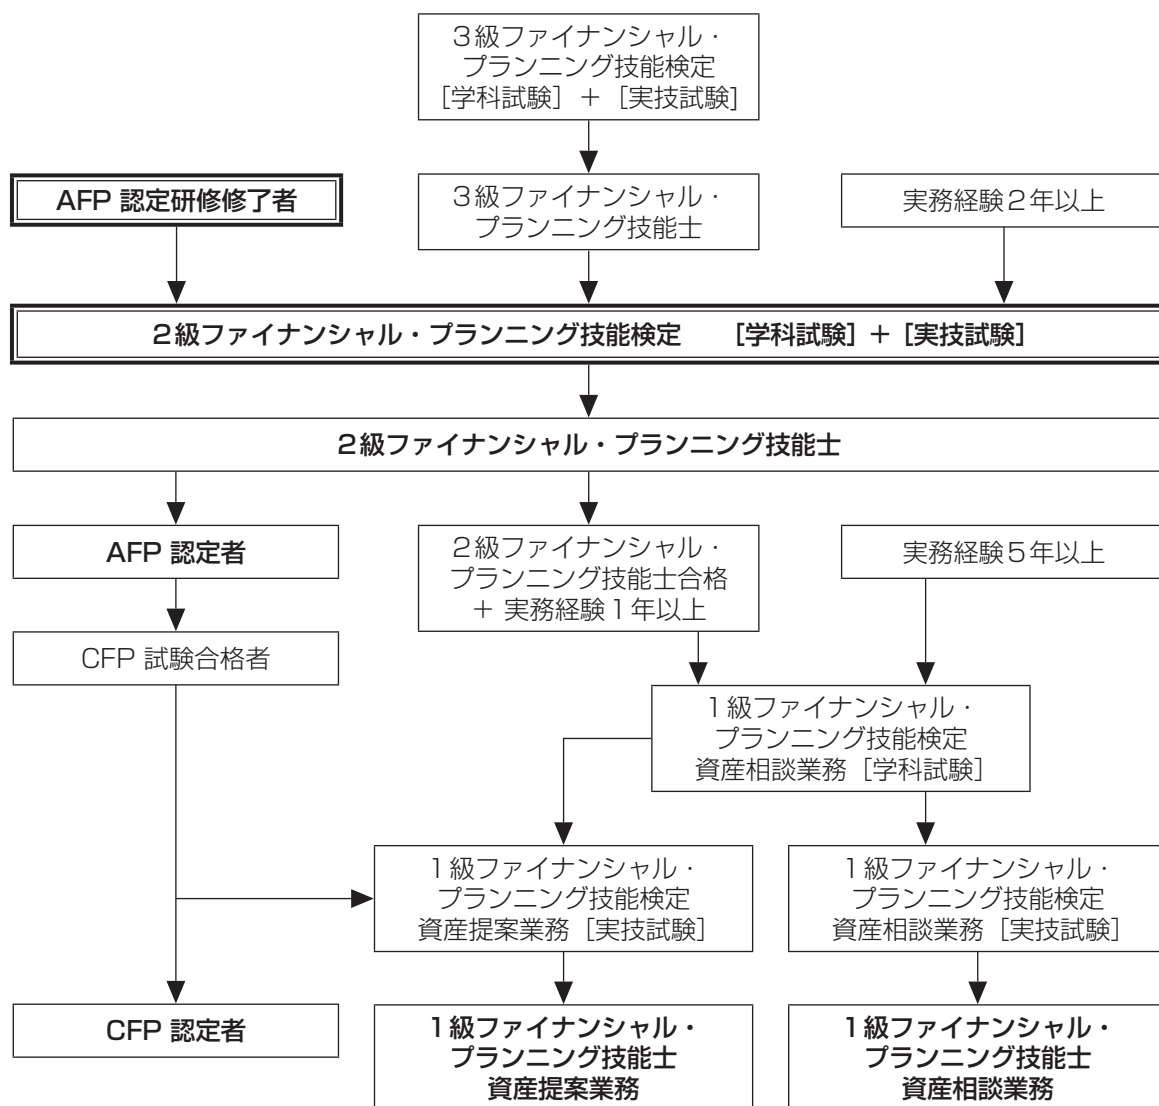 3級ファイナンシャル・
プランニング技能検定
［学科試験］＋［実技試験］
AFP 認定研修修了者
3級ファイナンシャル・
プランニング技能士
実務経験2年以上
2級ファイナンシャル・プランニング技能検定　［学科試験］＋［実技試験］
2級ファイナンシャル・プランニング技能士
AFP 認定者
2級ファイナンシャル・
プランニング技能士合格
＋ 実務経験1年以上
実務経験5年以上
CFP 試験合格者
1級ファイナンシャル・
プランニング技能検定
資産相談業務［学科試験］
1級ファイナンシャル・
プランニング技能検定
資産提案業務［実技試験］
1級ファイナンシャル・
プランニング技能検定
資産相談業務［実技試験］
CFP 認定者
1級ファイナンシャル・
プランニング技能士
資産提案業務
1級ファイナンシャル・
プランニング技能士
資産相談業務